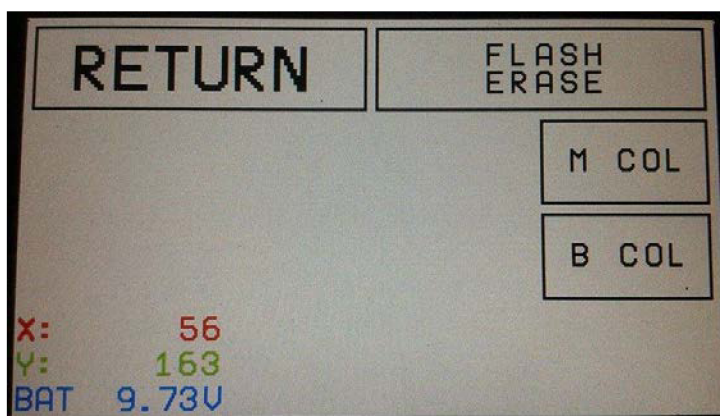 RETURN
FLASH
ERASE
M COL
B COL
X: 56
Y: 163
BAT 9.73V